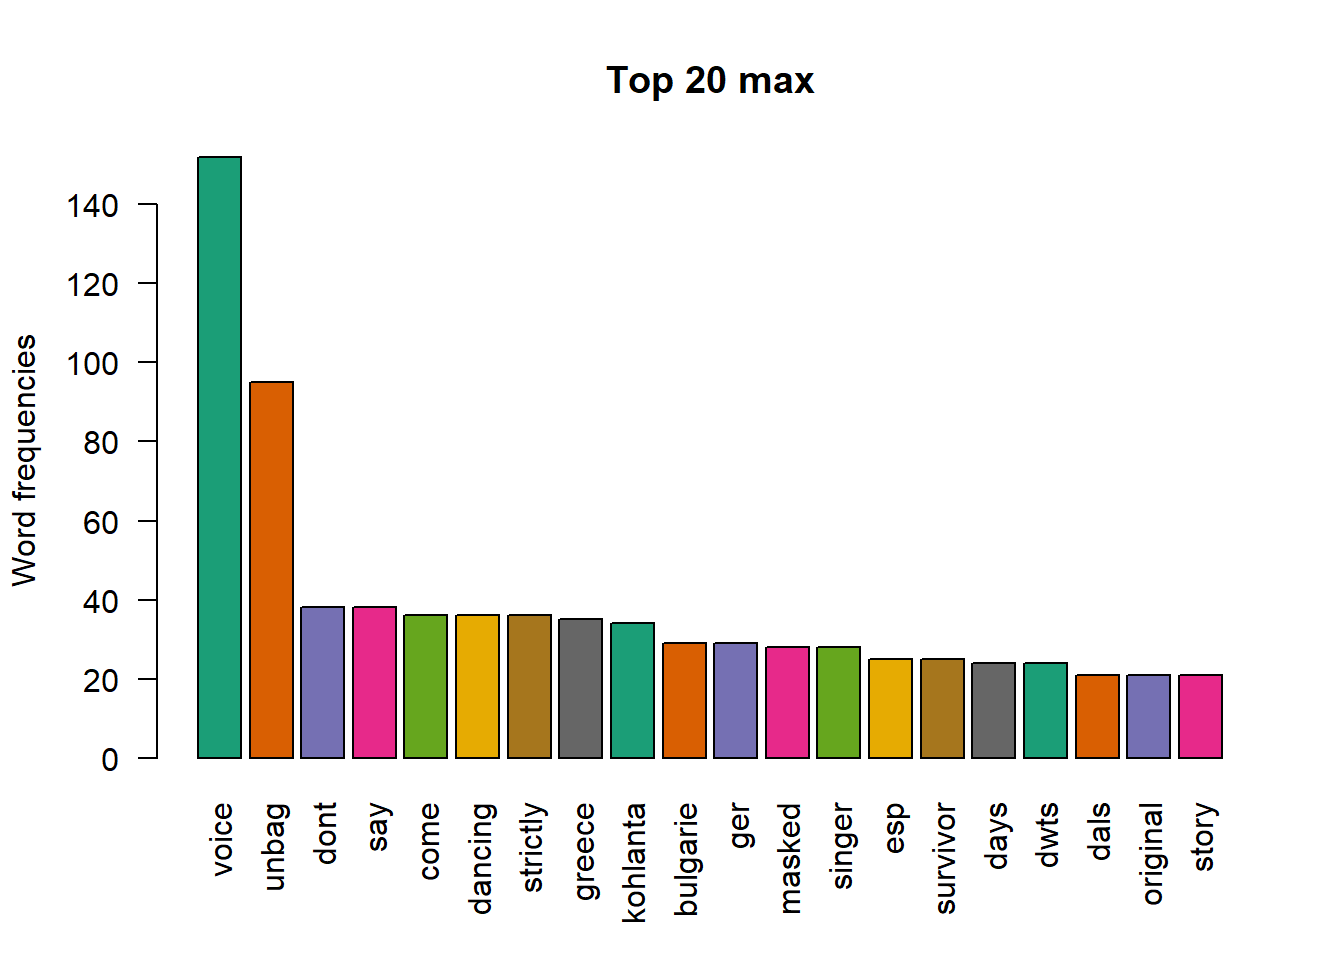 Top 20 max
Word frequencies
140
120
100
80
60
40
20
0
voice
unbag
dont
say
come
dancing
strictly
greece
kohlanta
bulgarie
ger
masked
singer
esp
survivor
days
dwts
dals
original
story